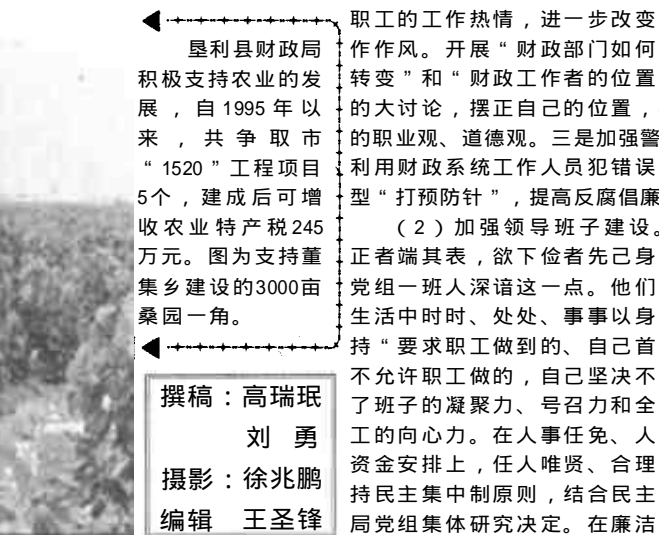 垦利县财政局
积极支持农业的发
展，自1995年以
来，共争取市
“1520”工程项目
5个，建成后可增
收农业特产税245
万元。图为支持董
集乡建设的3000亩
桑园一角。
撰稿：高瑞珉
刘 勇
摄影：徐兆鹏
编辑 王圣锋
职工的工作热情，进一步改变
作作风。开展“财政部门如何
转变”和“财政工作者的位置
的大讨论，摆正自己的位置，
的职业观、道德观。三是加强警
利用财政系统工作人员犯错误
型“打预防针”，提高反腐倡廉
（2）加强领导班子建设。
正者端其表，欲下俭者先己身
党组一班人深谙这一点。他们
生活中时时、处处、事事以身
持“要求职工做到的、自己首
不允许职工做的，自己坚决不
了班子的凝聚力、号召力和全
工的向心力。在人事任免、人
资金安排上，任人唯贤、合理
持民主集中制原则，结合民主
局党组集体研究决定。在廉洁